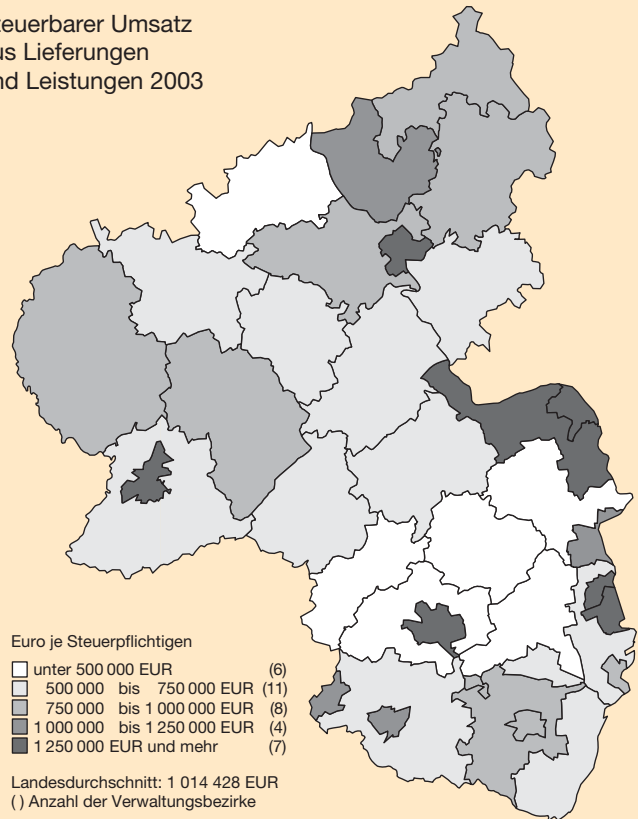 teuerbarer Umsatz
us Lieferungen
nd Leistungen 2003
Euro je Steuerpflichtigen
unter 500 000 EUR (6)
500 000 bis 750 000 EUR (11)
750 000 bis 1 000 000 EUR (8)
1 000 000 bis 1 250 000 EUR (4)
1 250 000 EUR und mehr (7)
Landesdurchschnitt: 1 014 428 EUR
( ) Anzahl der Verwaltungsbezirke